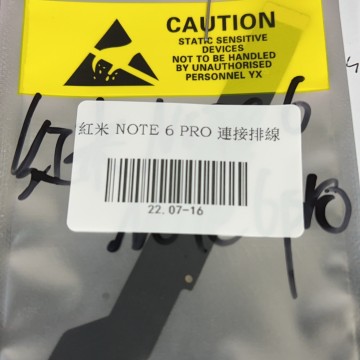 CAUTION
STATIC SENSITIVE
DEVICES
NOT TO BE HANDLED
BY UNAUTHORISED
PERSONNEL YX
紅米 NOTE 6 PRO 連接排線
22.07-16